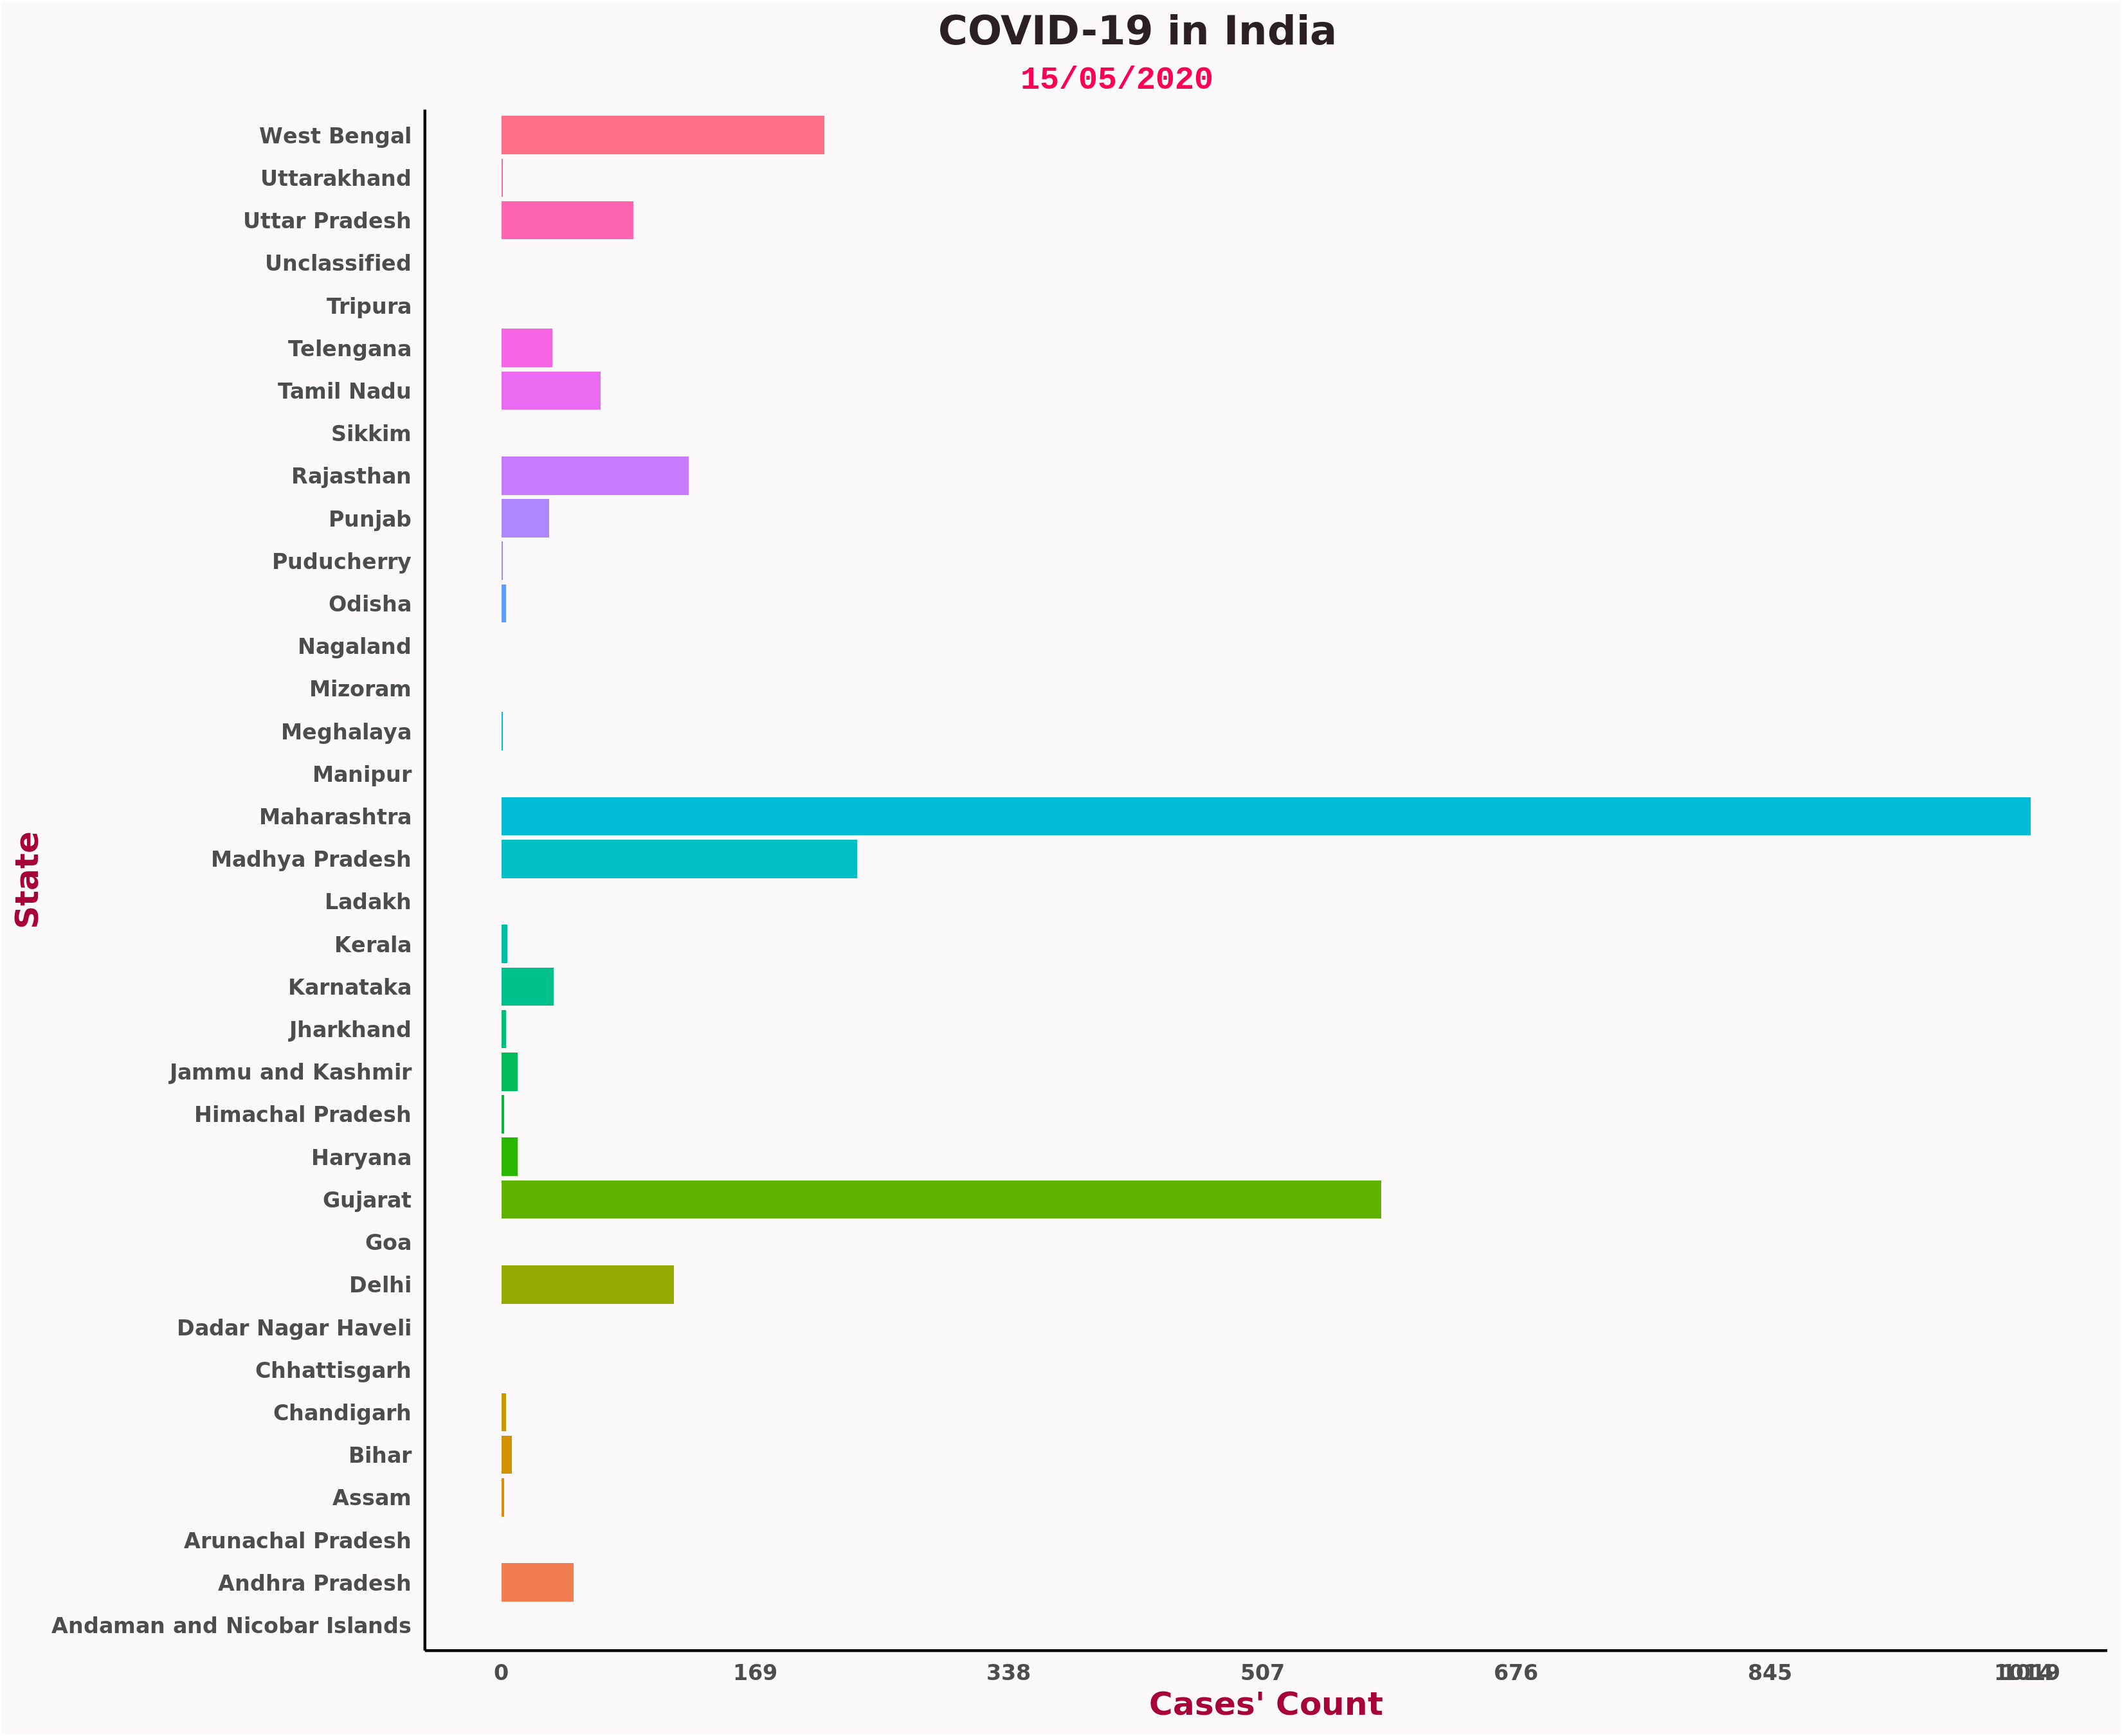 COVID-19 in India
15/05/2020
West Bengal
Uttarakhand
Uttar Pradesh
Unclassified
Tripura
Telengana
Tamil Nadu
Sikkim
Rajasthan
Punjab
Puducherry
Odisha
Nagaland
Mizoram
Meghalaya
Manipur
Maharashtra
Madhya Pradesh
Ladakh
Kerala
Karnataka
Jharkhand
Jammu and Kashmir
Himachal Pradesh
Haryana
Gujarat
Goa
Delhi
Dadar Nagar Haveli
Chhattisgarh
Chandigarh
Bihar
Assam
Arunachal Pradesh
Andhra Pradesh
Andaman and Nicobar Islands
State
0 169 338 507 676 845 1014 1019
Cases' Count